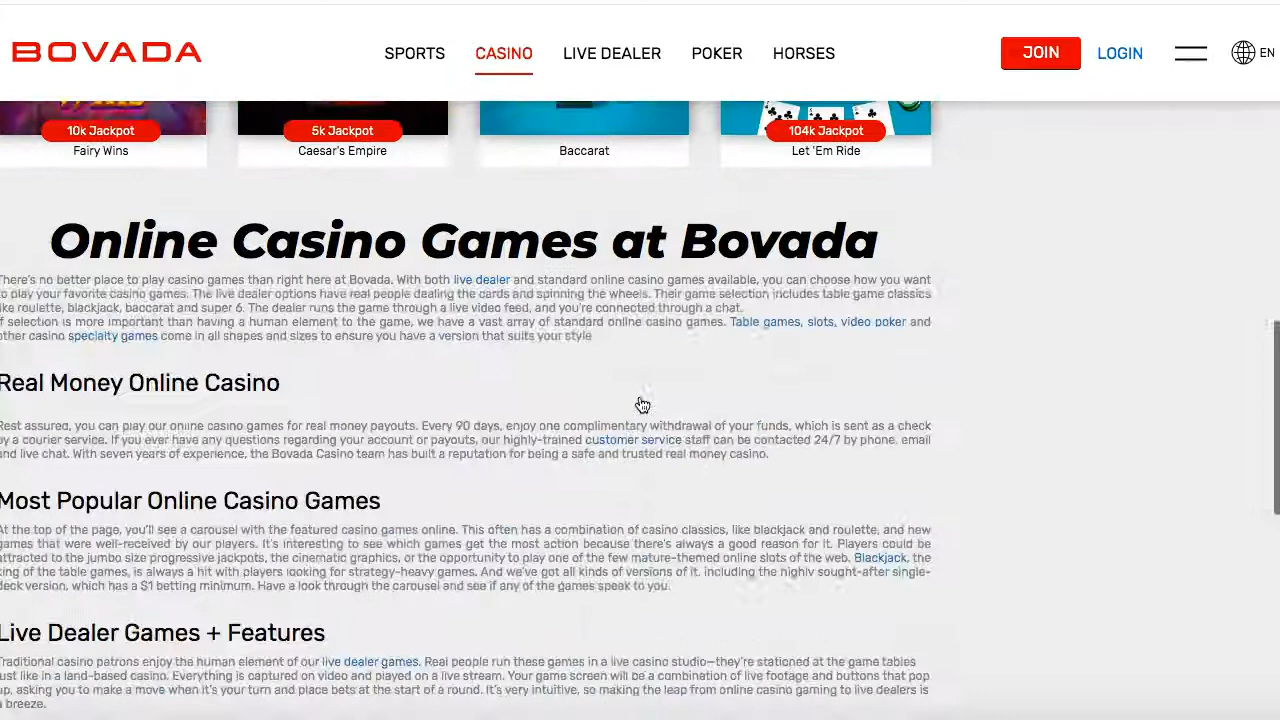 BOVADA
SPORTS CASINO LIVE DEALER POKER HORSES
JOIN LOGIN EN
10k Jackpot 5k Jackpot 104k Jackpot
Fairy Wins Caesar's Empire Baccarat Let 'Em Ride
Online Casino Games at Bovada
There's no better place to play casino games than right here at Bovada. With both live dealer and standard online casino games available, you can choose how you want
to play your favorite casino games. The live dealer options have real people dealing the cards and spinning the wheels. Their game selection includes table game classics
like roulette, blackjack, baccarat and super 6. The dealer runs the game through a live video feed, and you're connected through a chat.
If selection is more important than having a human element to the game, we have a vast array of standard online casino games. Table games, slots, video poker and
other casino specialty games come in all shapes and sizes to ensure you have a version that suits your style
Real Money Online Casino
Rest assured, you can play our online casino games for real money payouts. Every 90 days, enjoy one complimentary withdrawal of your funds, which is sent as a check
by a courier service. If you ever have any questions regarding your account or payouts, our highly-trained customer service staff can be contacted 24/7 by phone, email
and live chat. With seven years of experience, the Bovada Casino team has built a reputation for being a safe and trusted real money casino.
Most Popular Online Casino Games
At the top of the page, you'll see a carousel with the featured casino games online. This often has a combination of casino classics, like blackjack and roulette, and new
games that were well-received by our players. It's interesting to see which games get the most action because there's always a good reason for it. Players could be
attracted to the jumbo size progressive jackpots, the cinematic graphics, or the opportunity to play one of the few mature-themed online slots of the web. Blackjack, the
king of the table games, is always a hit with players looking for strategy-heavy games. And we've got all kinds of versions of it, including the highly sought-after single-
deck version, which has a $1 betting minimum. Have a look through the carousel and see if any of the games speak to you.
Live Dealer Games + Features
Traditional casino patrons enjoy the human element of our live dealer games. Real people run these games in a live casino studio—they're stationed at the game tables
just like in a land-based casino. Everything is captured on video and played on a live stream. Your game screen will be a combination of live footage and buttons that pop
up, asking you to make a move when it's your turn and place bets at the start of a round. It's very intuitive, so making the leap from online casino gaming to live dealers is
a breeze.